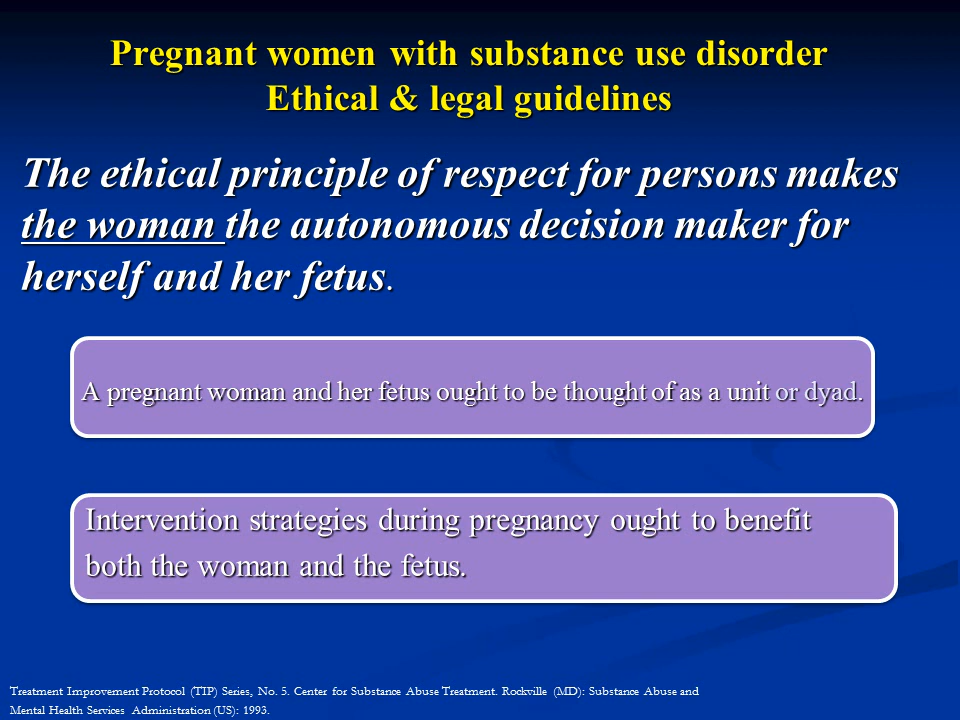 Pregnant women with substance use disorder
Ethical & legal guidelines
The ethical principle of respect for persons makes
the woman the autonomous decision maker for
herself and her fetus.
A pregnant woman and her fetus ought to be thought of as a unit or dyad.
Intervention strategies during pregnancy ought to benefit
both the woman and the fetus.
Treatment Improvement Protocol (TIP) Series, No. 5. Center for Substance Abuse Treatment. Rockville (MD): Substance Abuse and
Mental Health Services Administration (US): 1993.